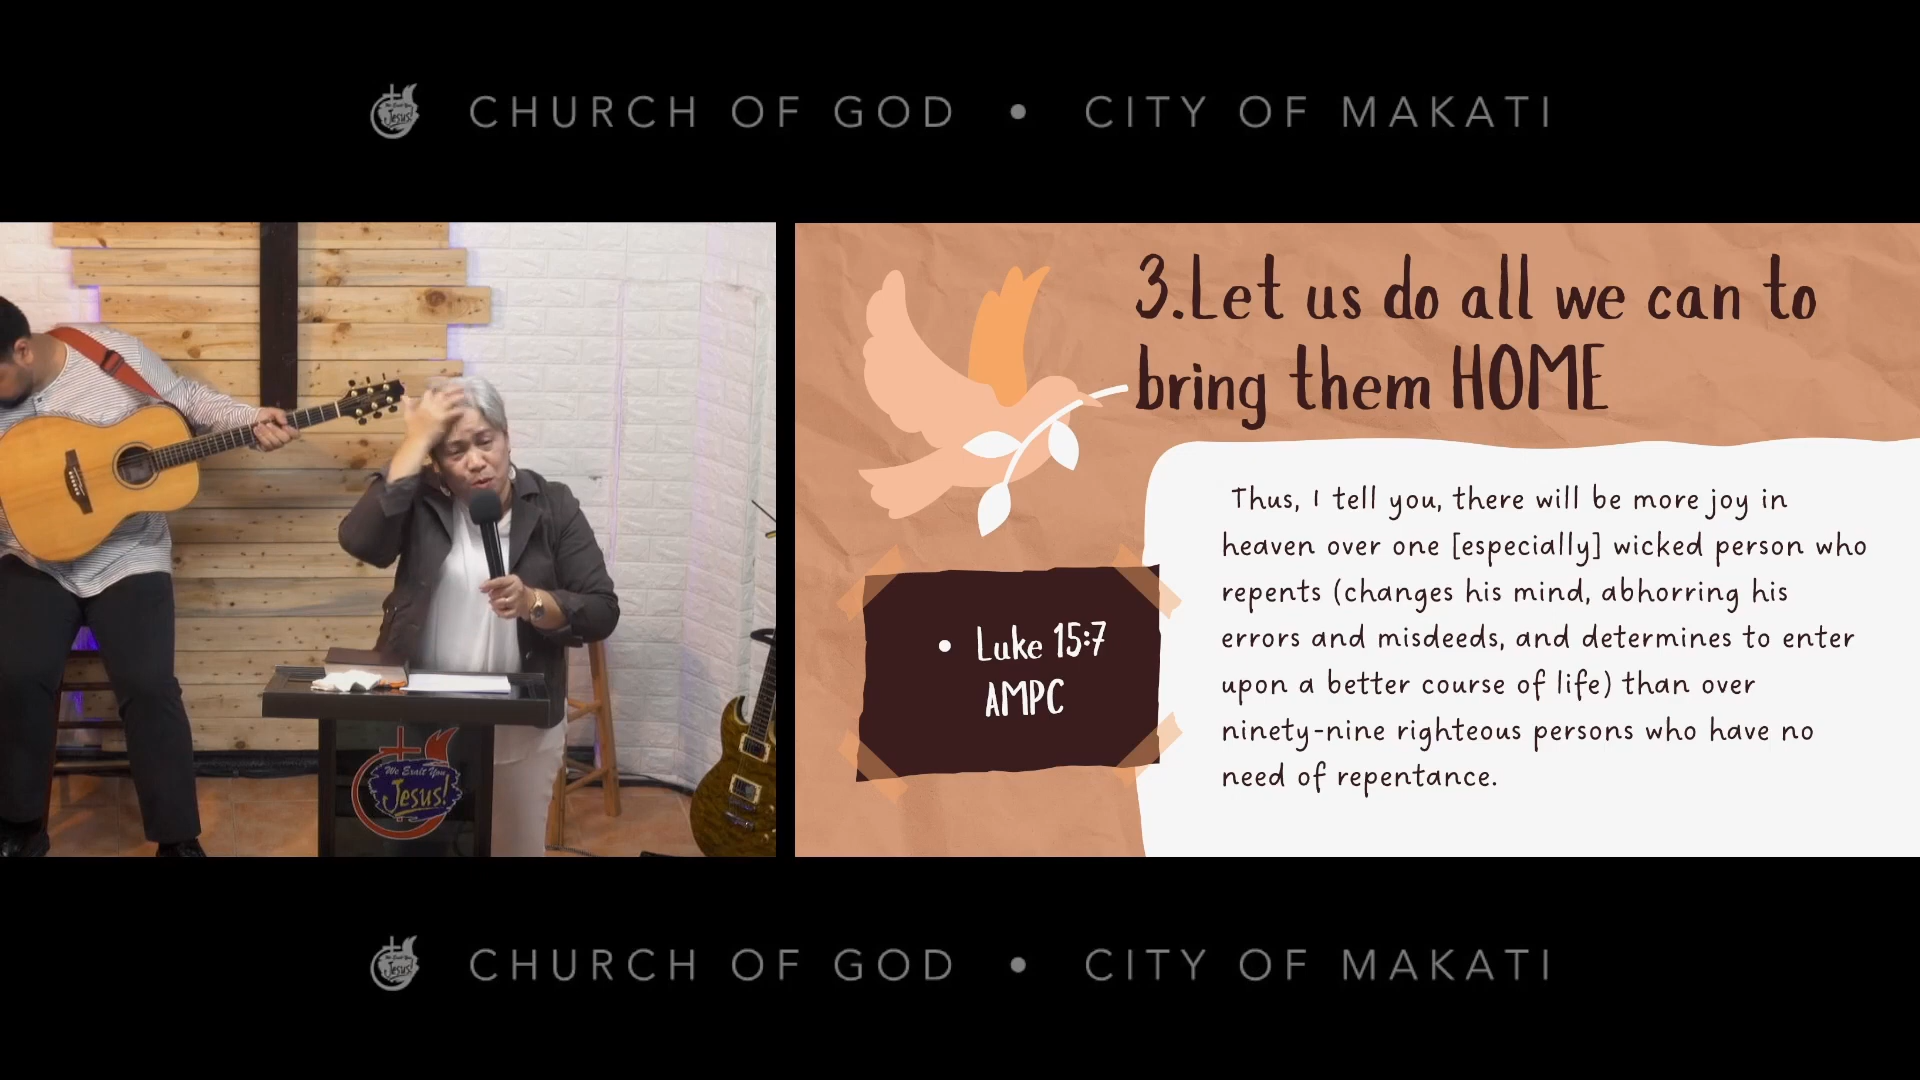 CHURCH OF GOD • CITY OF MAKATI
3.Let us do all we can to
bring them HOME
Thus, I tell you, there will be more joy in
heaven over one [especially] wicked person who
repents (changes his mind, abhorring his
errors and misdeeds, and determines to enter
upon a better course of life) than over
ninety-nine righteous persons who have no
need of repentance.
• Luke 15:7
AMPC
We Exalt You
Jesus!
CHURCH OF GOD • CITY OF MAKATI